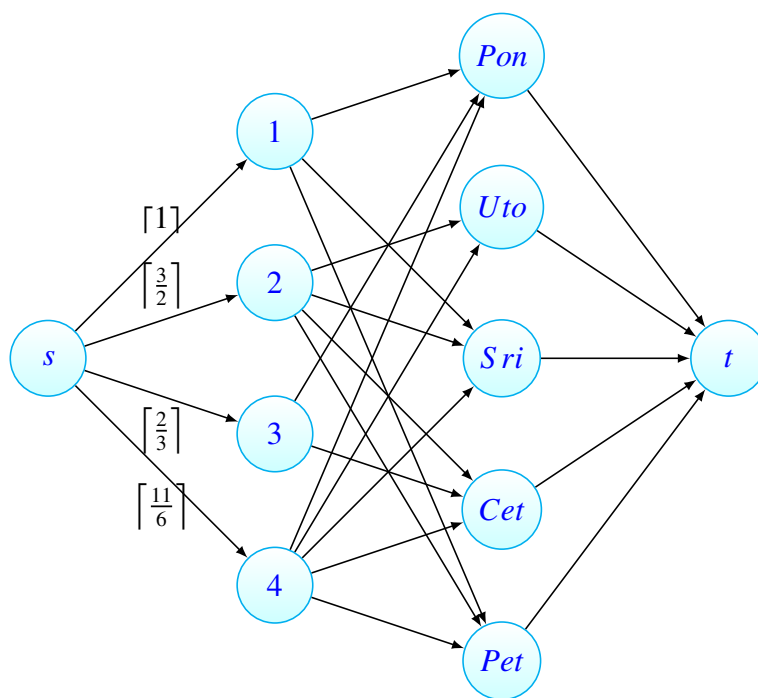 Pon
1
⌈1⌉
Uto
⌈3/2⌉
2
s
Sri
t
3
⌈2/3⌉
⌈11/6⌉
Cet
4
Pet